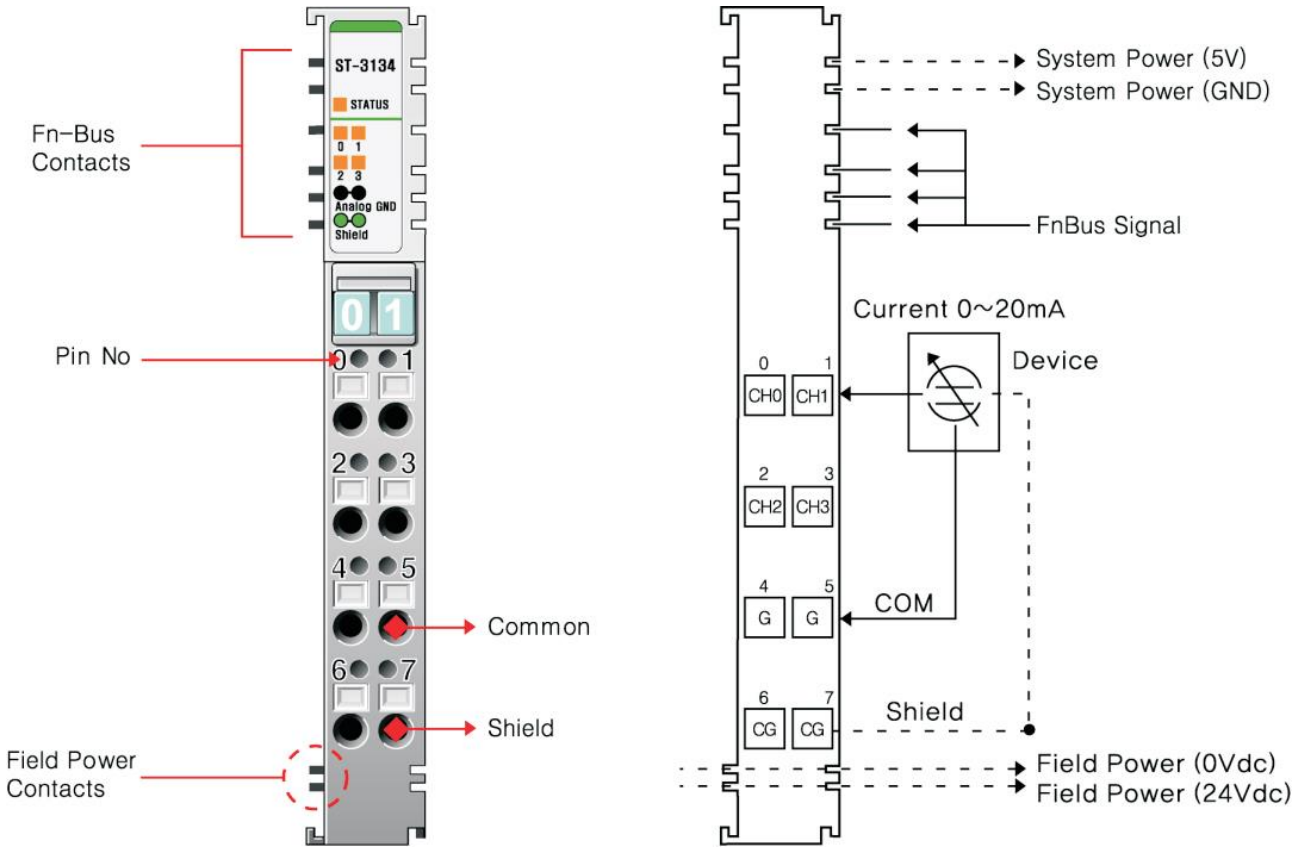 ST-3134
STATUS
0 1
2 3
Analog GND
Shield
Fn-Bus
Contacts
01
Pin No
0 1
2 3
4 5
Common
6 7
Shield
Field Power
Contacts
System Power (5V)
System Power (GND)
FnBus Signal
Current 0~20mA
Device
0 1
CH0 CH1
2 3
CH2 CH3
4 5
G G
COM
6 7
CG CG
Shield
Field Power (0Vdc)
Field Power (24Vdc)